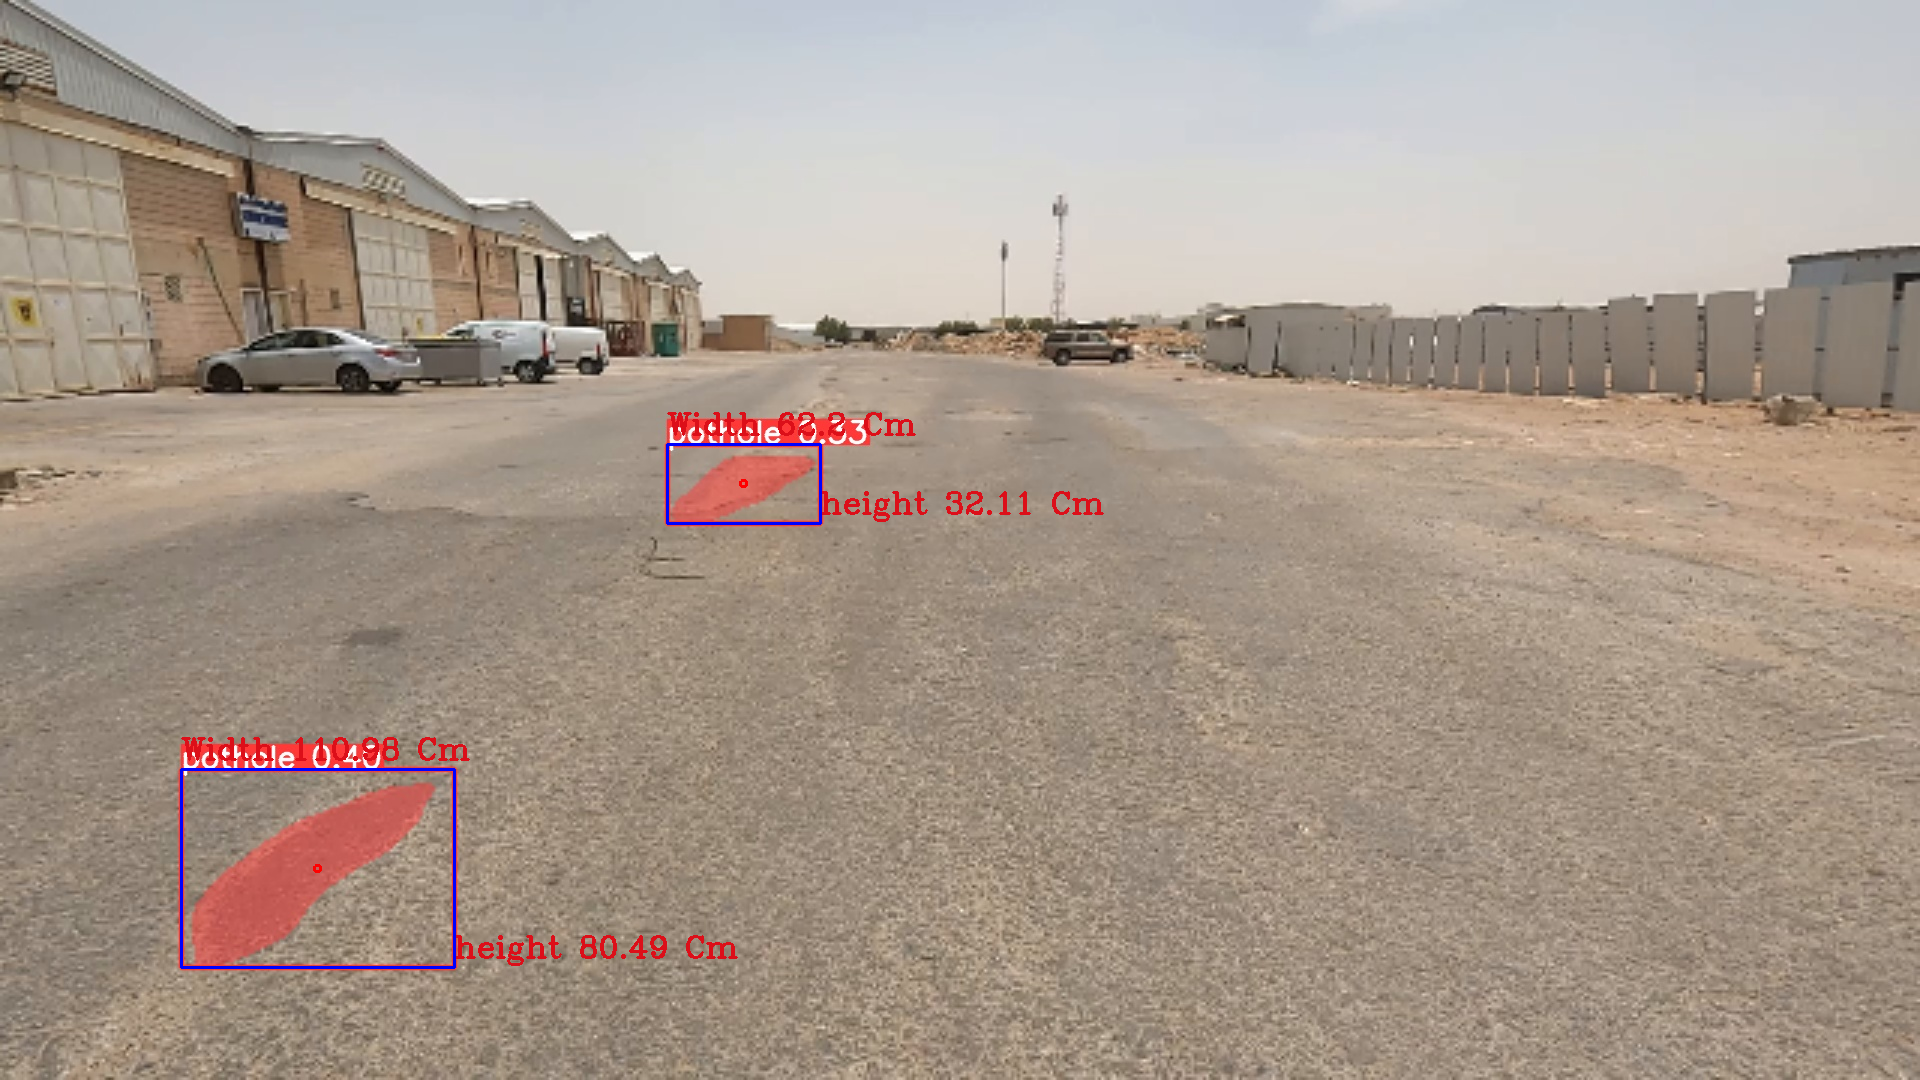 Width 62.2 Cm
pothole 0.33
height 32.11 Cm
Width 110.98 Cm
pothole 0.40
height 80.49 Cm